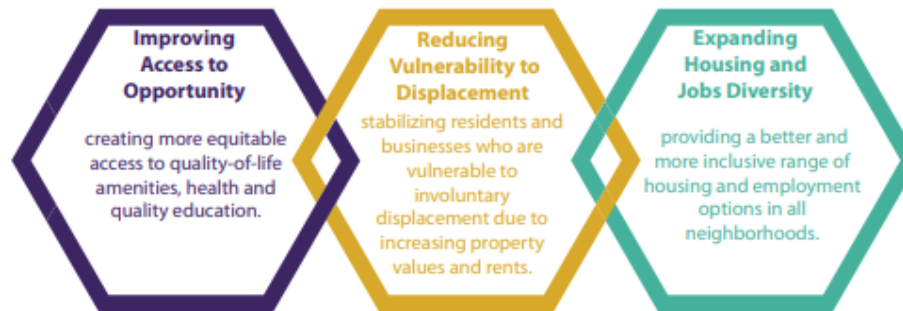 Improving
Access to
Opportunity
creating more equitable
access to quality-of-life
amenities, health and
quality education.
Reducing
Vulnerability to
Displacement
stabilizing residents and
businesses who are
vulnerable to
involuntary
displacement due to
increasing property
values and rents.
Expanding
Housing and
Jobs Diversity
providing a better and
more inclusive range of
housing and employment
options in all
neighborhoods.